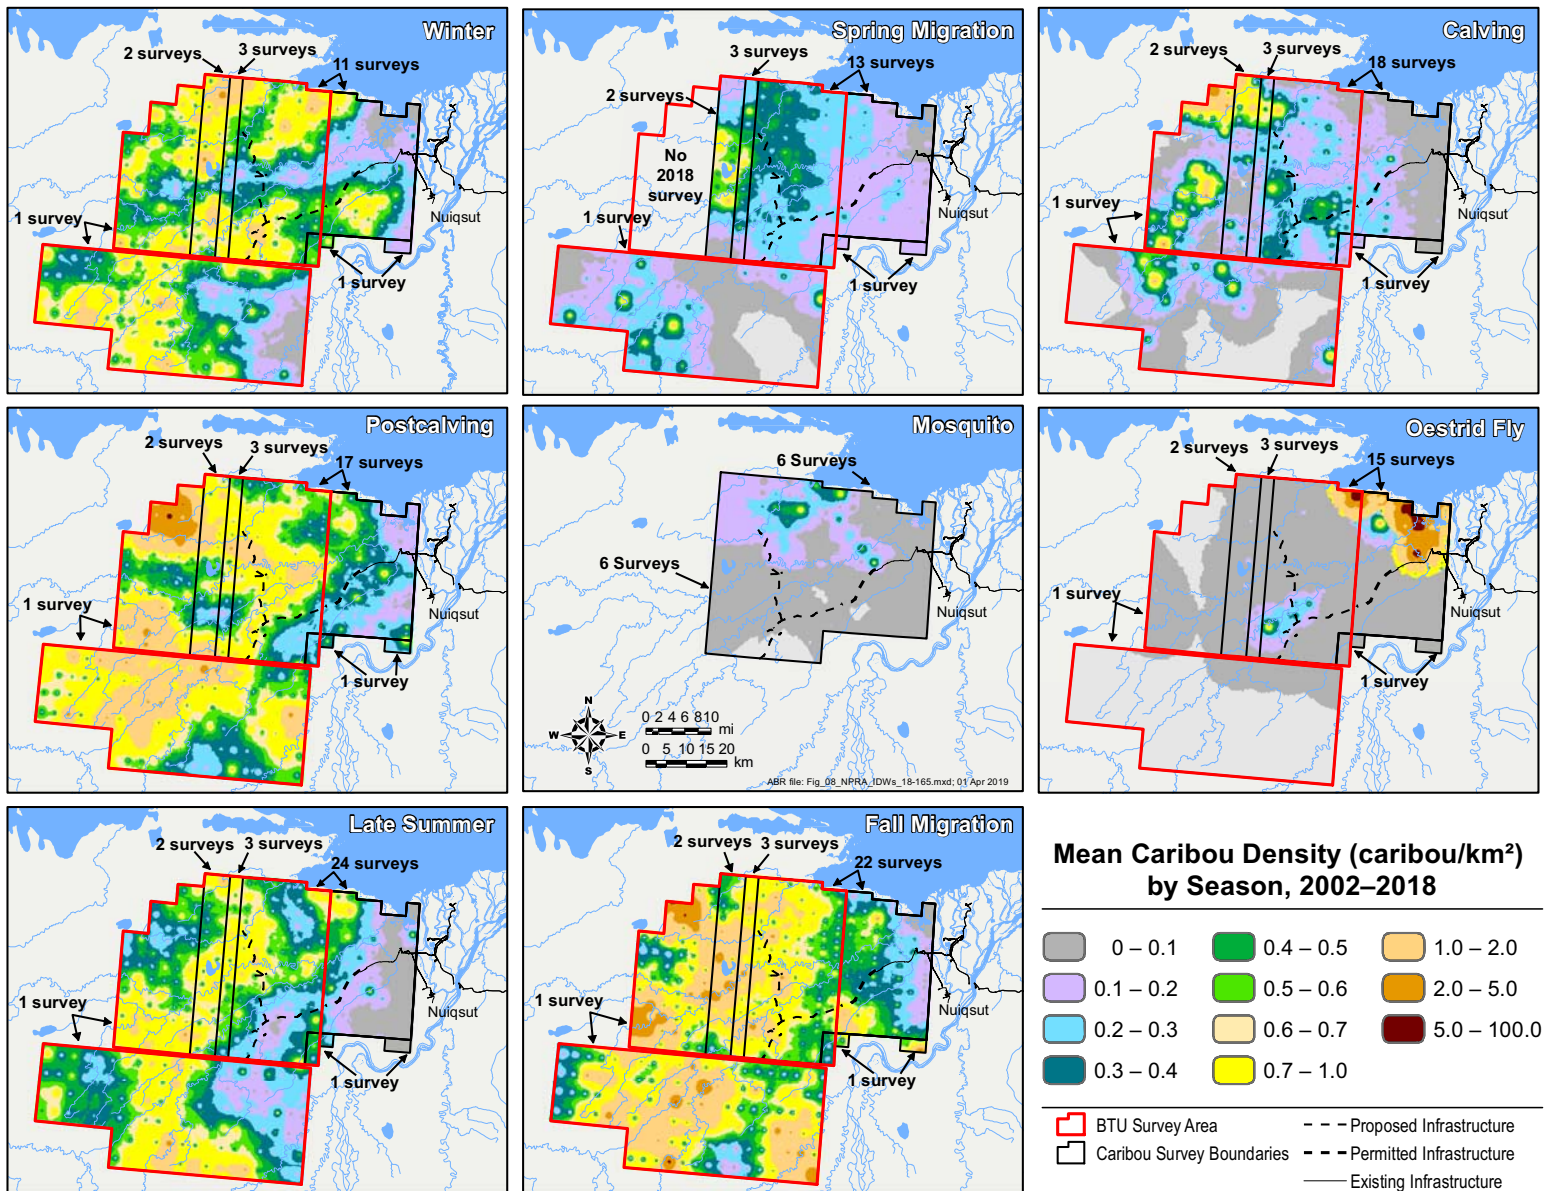 Winter
2 surveys
3 surveys
11 surveys
1 survey
Nuiqsut
1 survey
Spring Migration
3 surveys
13 surveys
2 surveys
No
2018
survey
1 survey
Nuiqsut
1 survey
Calving
2 surveys
3 surveys
18 surveys
1 survey
Nuiqsut
1 survey
Postcalving
2 surveys
3 surveys
17 surveys
1 survey
Nuiqsut
1 survey
Mosquito
6 Surveys
6 Surveys
Nuiqsut
N
W E
S
0 2 4 6 8 10
mi
0 5 10 15 20
km
ABR file: Fig_08_NPRA_IDWs_18-165.mxd; 01 Apr 2019
Oestrid Fly
2 surveys
3 surveys
15 surveys
1 survey
Nuiqsut
1 survey
Late Summer
2 surveys
3 surveys
24 surveys
1 survey
Nuiqsut
1 survey
Fall Migration
2 surveys
3 surveys
22 surveys
1 survey
Nuiqsut
1 survey
Mean Caribou Density (caribou/km²)
by Season, 2002–2018
0 – 0.1
0.1 – 0.2
0.2 – 0.3
0.3 – 0.4
0.4 – 0.5
0.5 – 0.6
0.6 – 0.7
0.7 – 1.0
1.0 – 2.0
2.0 – 5.0
5.0 – 100.0
BTU Survey Area
Caribou Survey Boundaries
Proposed Infrastructure
Permitted Infrastructure
Existing Infrastructure